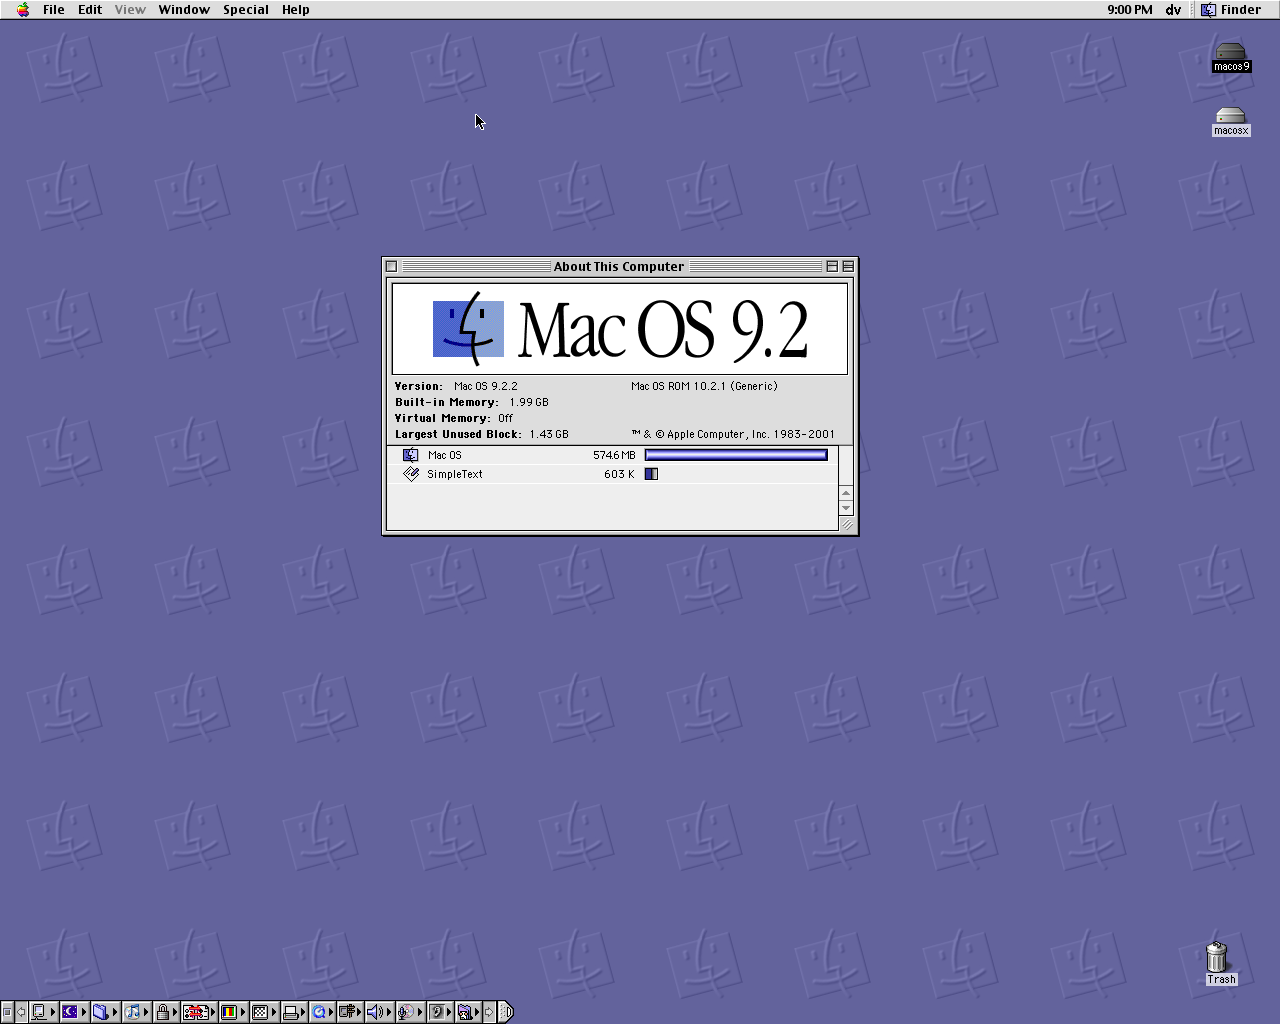 File Edit View Window Special Help 9:00 PM dv Finder
macos9
macosx
About This Computer
Mac OS 9.2
Version: Mac OS 9.2.2 Mac OS ROM 10.2.1 (Generic)
Built-in Memory: 1.99 GB
Virtual Memory: Off
Largest Unused Block: 1.43 GB ™ & © Apple Computer, Inc. 1983-2001
Mac OS 574.6 MB
SimpleText 603 K
Trash